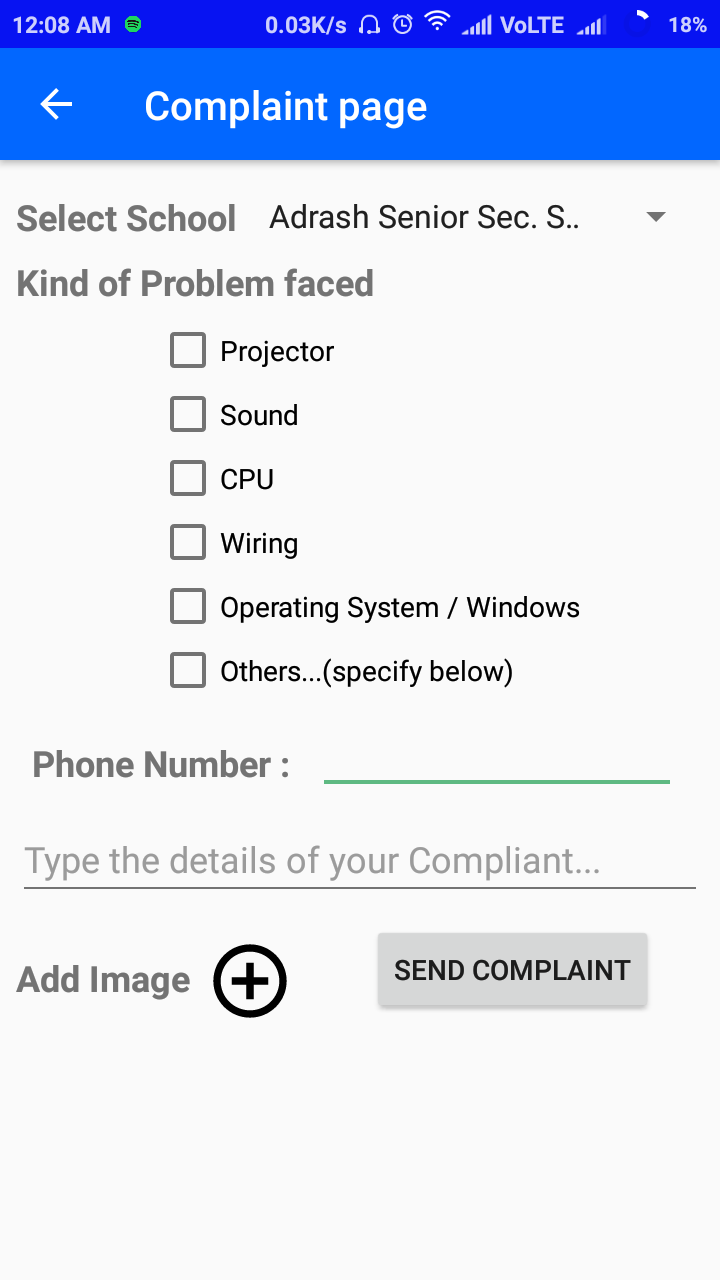 12:08 AM 0.03K/s VoLTE 18%
Complaint page
Select School Adrash Senior Sec. S..
Kind of Problem faced
Projector
Sound
CPU
Wiring
Operating System / Windows
Others...(specify below)
Phone Number :
Type the details of your Compliant...
Add Image SEND COMPLAINT